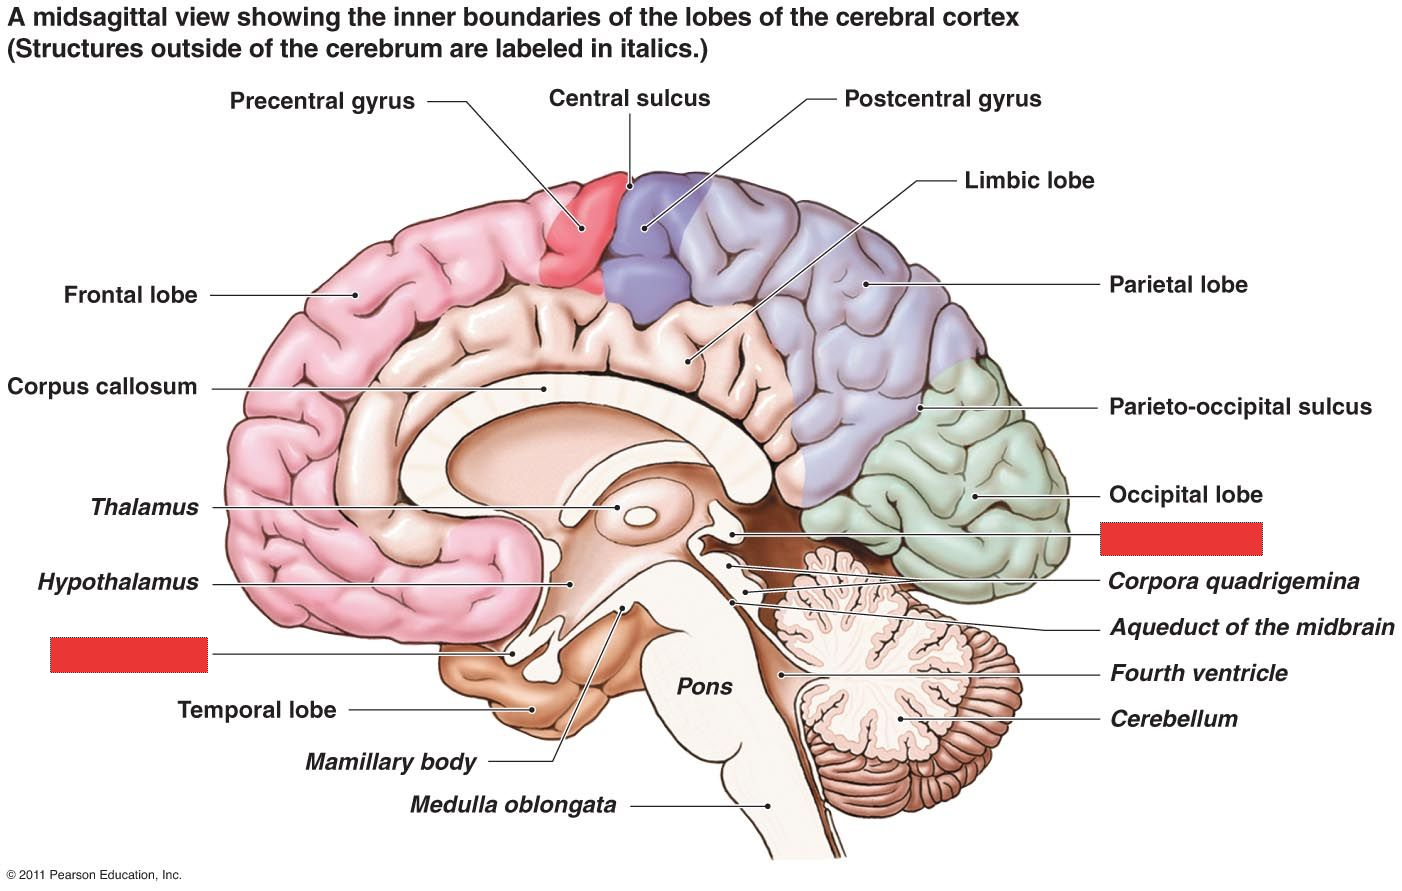 A midsagittal view showing the inner boundaries of the lobes of the cerebral cortex
(Structures outside of the cerebrum are labeled in italics.)
Precentral gyrus
Central sulcus
Postcentral gyrus
Limbic lobe
Frontal lobe
Parietal lobe
Corpus callosum
Parieto-occipital sulcus
Thalamus
Occipital lobe
Hypothalamus
Corpora quadrigemina
Aqueduct of the midbrain
Pons
Fourth ventricle
Temporal lobe
Cerebellum
Mamillary body
Medulla oblongata
© 2011 Pearson Education, Inc.